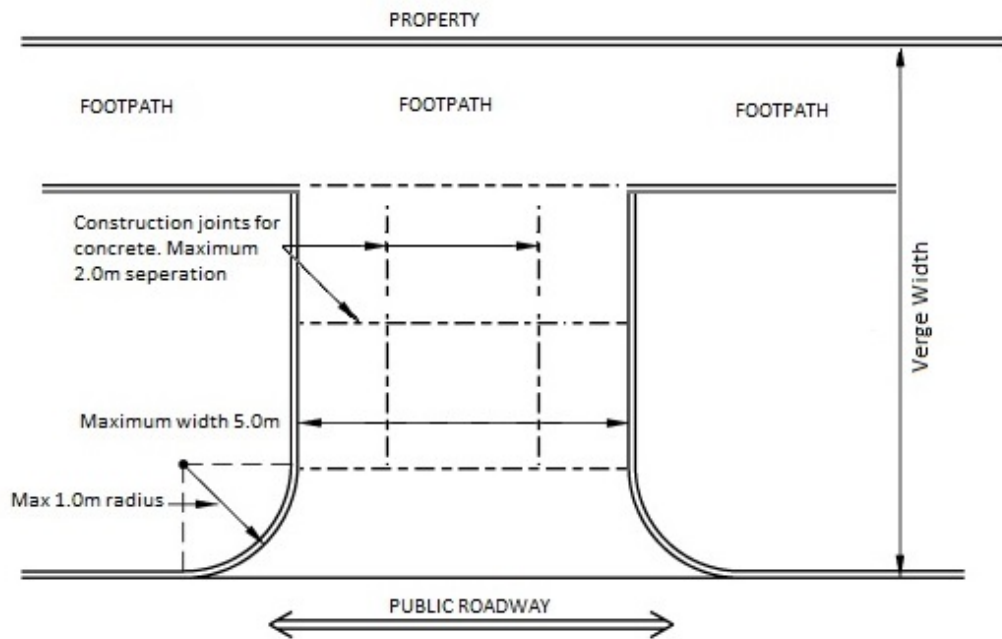 PROPERTY
FOOTPATH
FOOTPATH
FOOTPATH
Construction joints for
concrete. Maximum
2.0m seperation
Verge Width
Maximum width 5.0m
Max 1.0m radius
PUBLIC ROADWAY